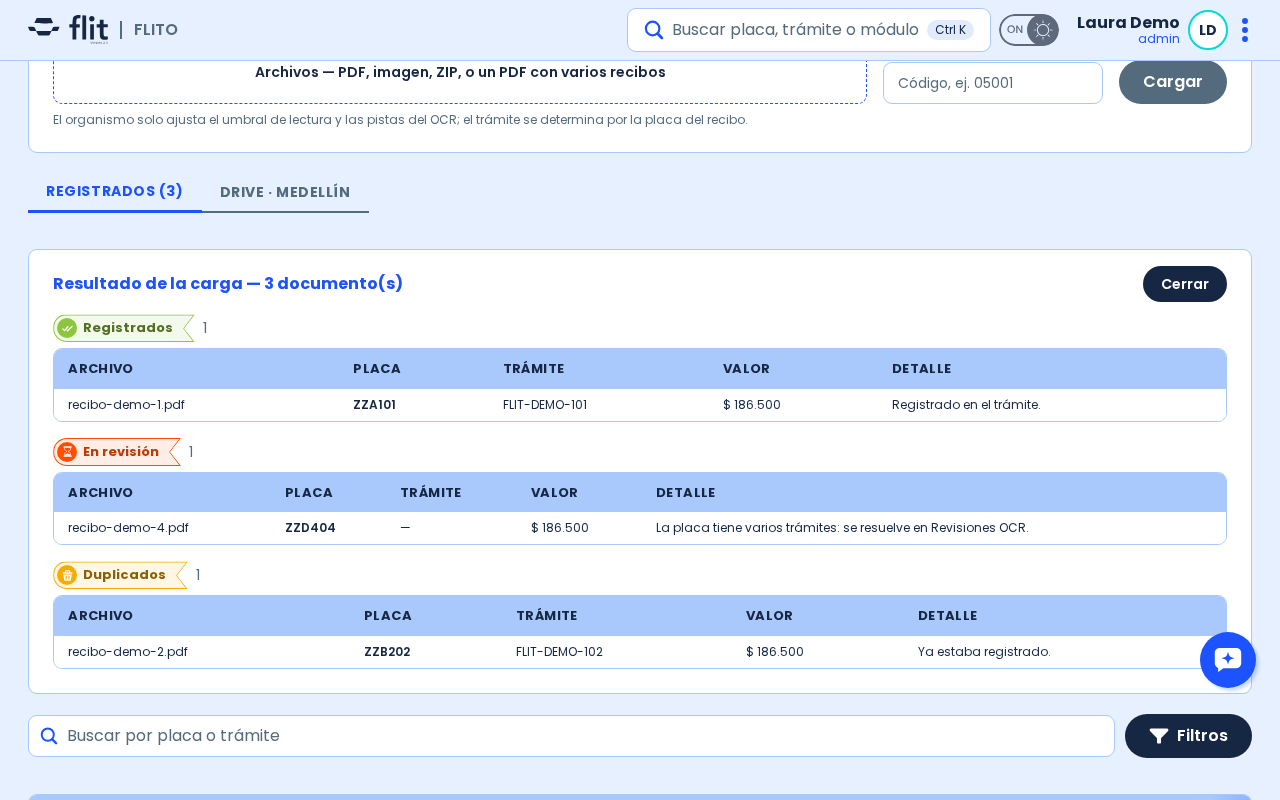 flit
FLITO
Buscar placa, trámite o módulo
Ctrl K
ON
Laura Demo
admin
LD
Archivos — PDF, imagen, ZIP, o un PDF con varios recibos
Código, ej. 05001
Cargar
El organismo solo ajusta el umbral de lectura y las pistas del OCR; el trámite se determina por la placa del recibo.
REGISTRADOS (3)
DRIVE · MEDELLÍN
Resultado de la carga — 3 documento(s)
Cerrar
Registrados 1
ARCHIVO PLACA TRÁMITE VALOR DETALLE
recibo-demo-1.pdf ZZA101 FLIT-DEMO-101 $ 186.500 Registrado en el trámite.
En revisión 1
ARCHIVO PLACA TRÁMITE VALOR DETALLE
recibo-demo-4.pdf ZZD404 — $ 186.500 La placa tiene varios trámites: se resuelve en Revisiones OCR.
Duplicados 1
ARCHIVO PLACA TRÁMITE VALOR DETALLE
recibo-demo-2.pdf ZZB202 FLIT-DEMO-102 $ 186.500 Ya estaba registrado.
Buscar por placa o trámite
Filtros